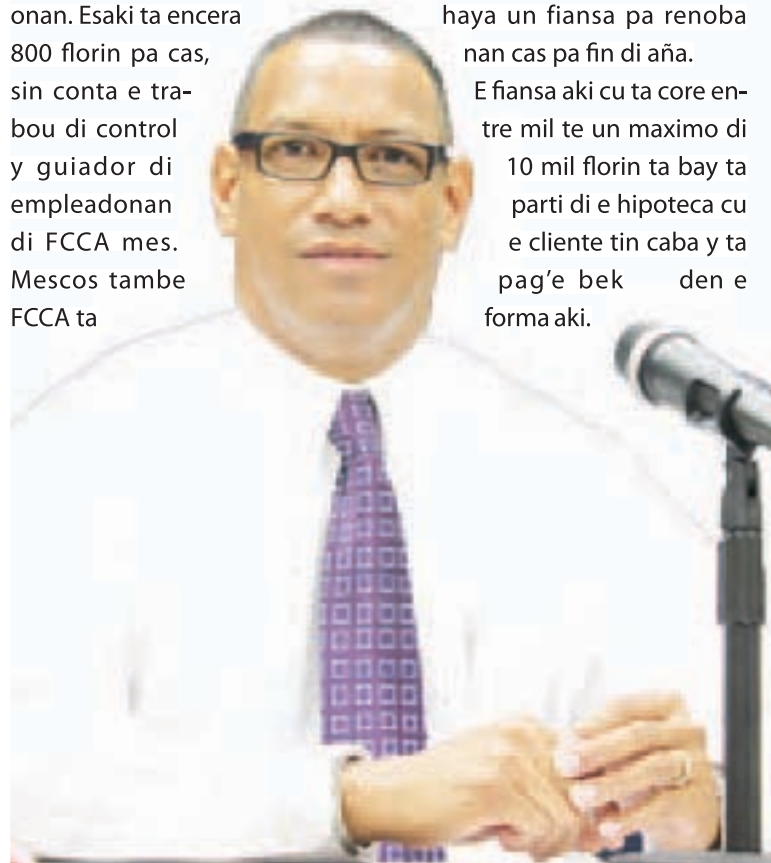 onan. Esaki ta encera
800 florin pa cas,
sin conta e tra-
bou di control
y guiador di
empleadonan
di FCCA mes.
Mescos tambe
FCCA ta
haya un fiansa pa renoba
nan cas pa fin di aña.
E fiansa aki cu ta core en-
tre mil te un maximo di
10 mil florin ta bay ta
parti di e hipoteca cu
e cliente tin caba y ta
pag'e bek den e
forma aki.